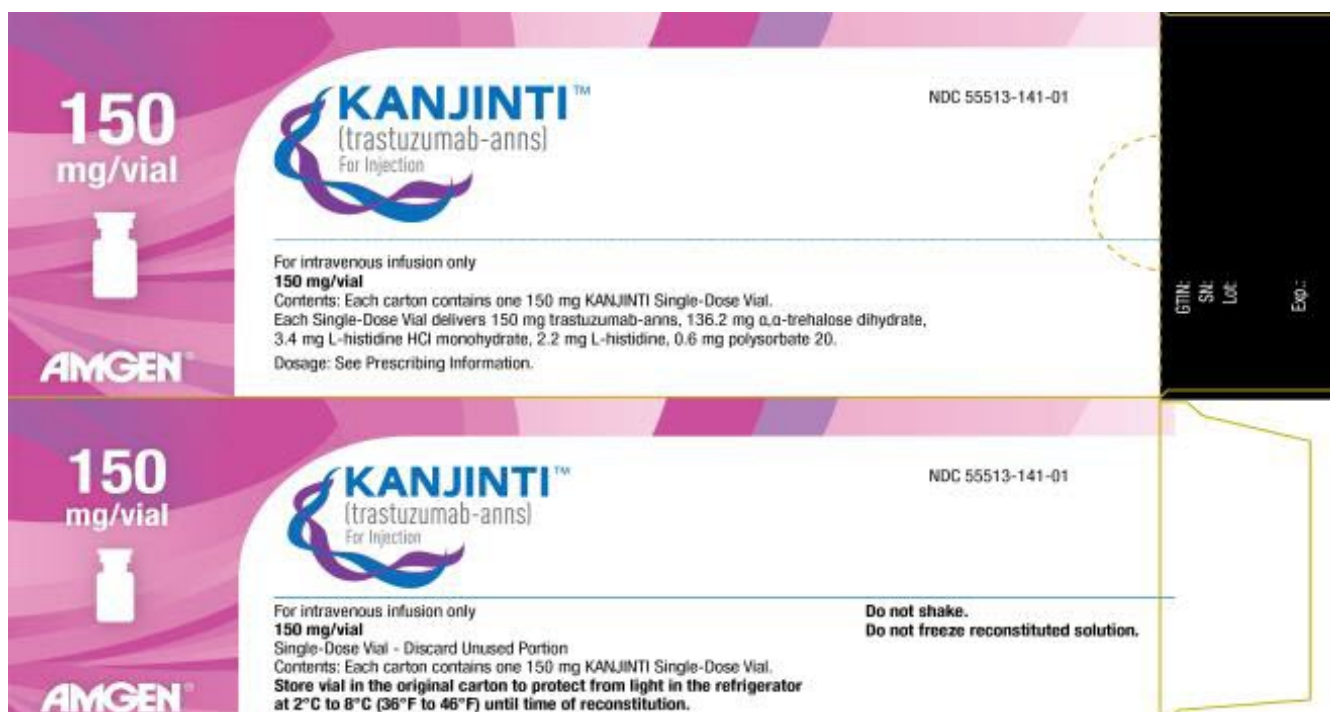 150
mg/vial
AMGEN®
KANJINTI™
(trastuzumab-anns)
For Injection
NDC 55513-141-01
For intravenous infusion only
150 mg/vial
Contents: Each carton contains one 150 mg KANJINTI Single-Dose Vial.
Each Single-Dose Vial delivers 150 mg trastuzumab-anns, 136.2 mg α,α-trehalose dihydrate,
3.4 mg L-histidine HCl monohydrate, 2.2 mg L-histidine, 0.6 mg polysorbate 20.
Dosage: See Prescribing Information.
GTIN:
SN:
Lot:
Exp.:
150
mg/vial
AMGEN®
KANJINTI™
(trastuzumab-anns)
For Injection
NDC 55513-141-01
For intravenous infusion only
150 mg/vial
Single-Dose Vial - Discard Unused Portion
Contents: Each carton contains one 150 mg KANJINTI Single-Dose Vial.
Store vial in the original carton to protect from light in the refrigerator
at 2°C to 8°C (36°F to 46°F) until time of reconstitution.
Do not shake.
Do not freeze reconstituted solution.